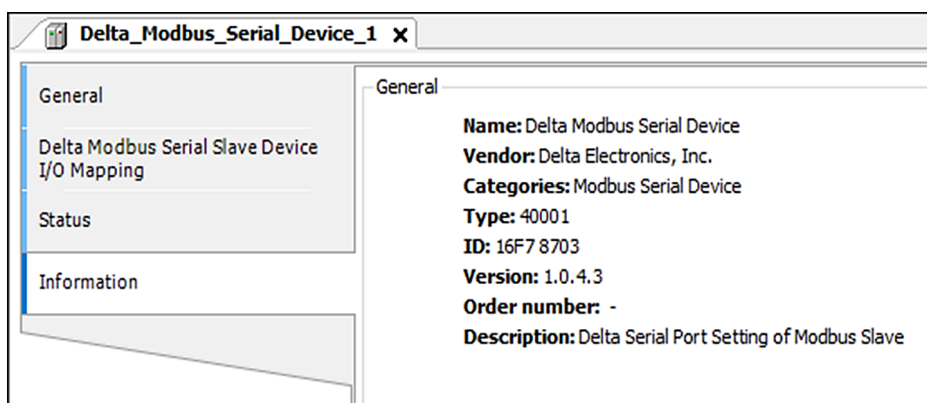 Delta_Modbus_Serial_Device_1
General
Delta Modbus Serial Slave Device
I/O Mapping
Status
Information
General
Name: Delta Modbus Serial Device
Vendor: Delta Electronics, Inc.
Categories: Modbus Serial Device
Type: 40001
ID: 16F7 8703
Version: 1.0.4.3
Order number: -
Description: Delta Serial Port Setting of Modbus Slave